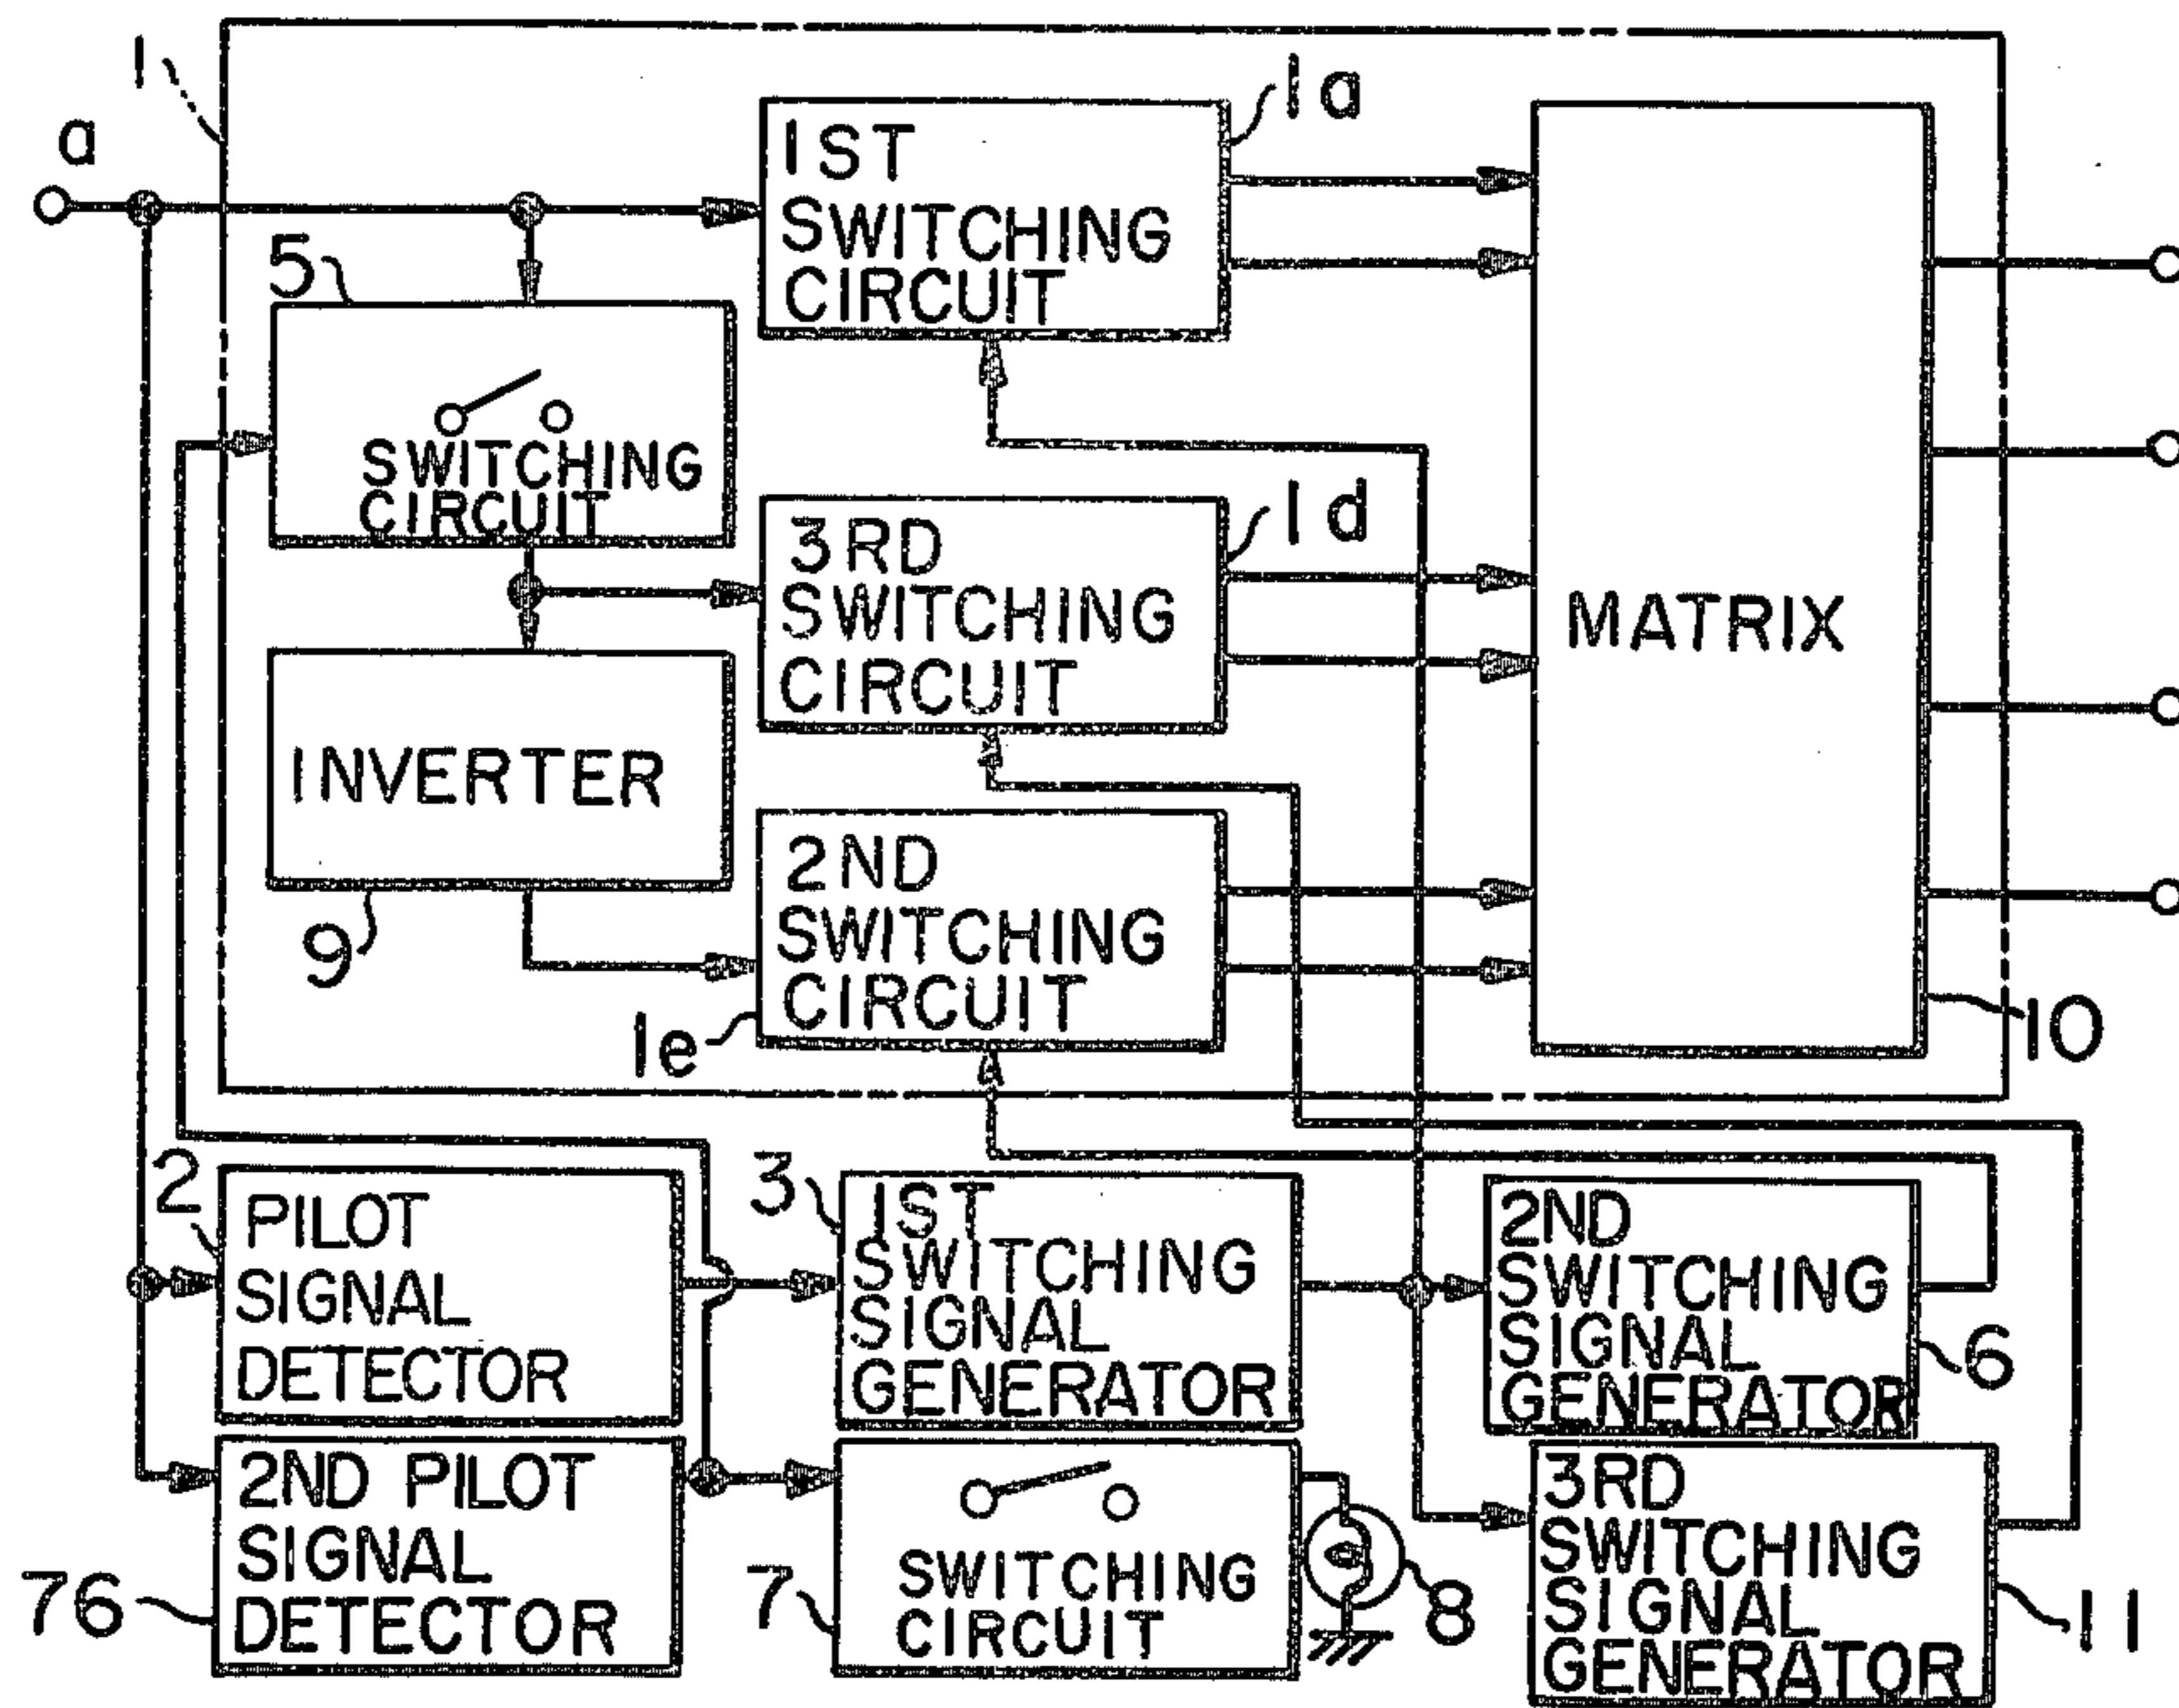 1
a
1ST
SWITCHING
CIRCUIT
1a
5
SWITCHING
CIRCUIT
3RD
SWITCHING
CIRCUIT
1d
MATRIX
INVERTER
9
2ND
SWITCHING
CIRCUIT
1e
10
2
PILOT
SIGNAL
DETECTOR
3
1ST
SWITCHING
SIGNAL
GENERATOR
2ND
SWITCHING
SIGNAL
GENERATOR
6
2ND PILOT
SIGNAL
DETECTOR
76
7
SWITCHING
CIRCUIT
8
3RD
SWITCHING
SIGNAL
GENERATOR
11